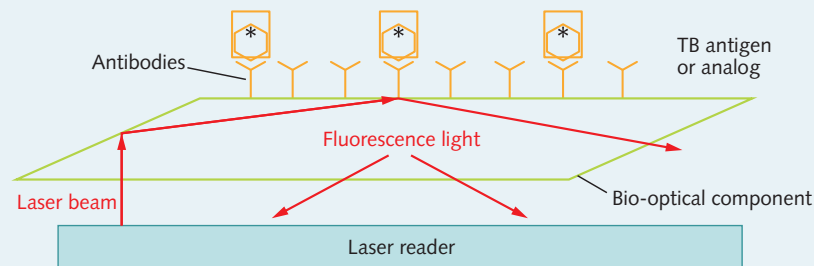 * * *
Antibodies
TB antigen
or analog
Fluorescence light
Laser beam
Bio-optical component
Laser reader